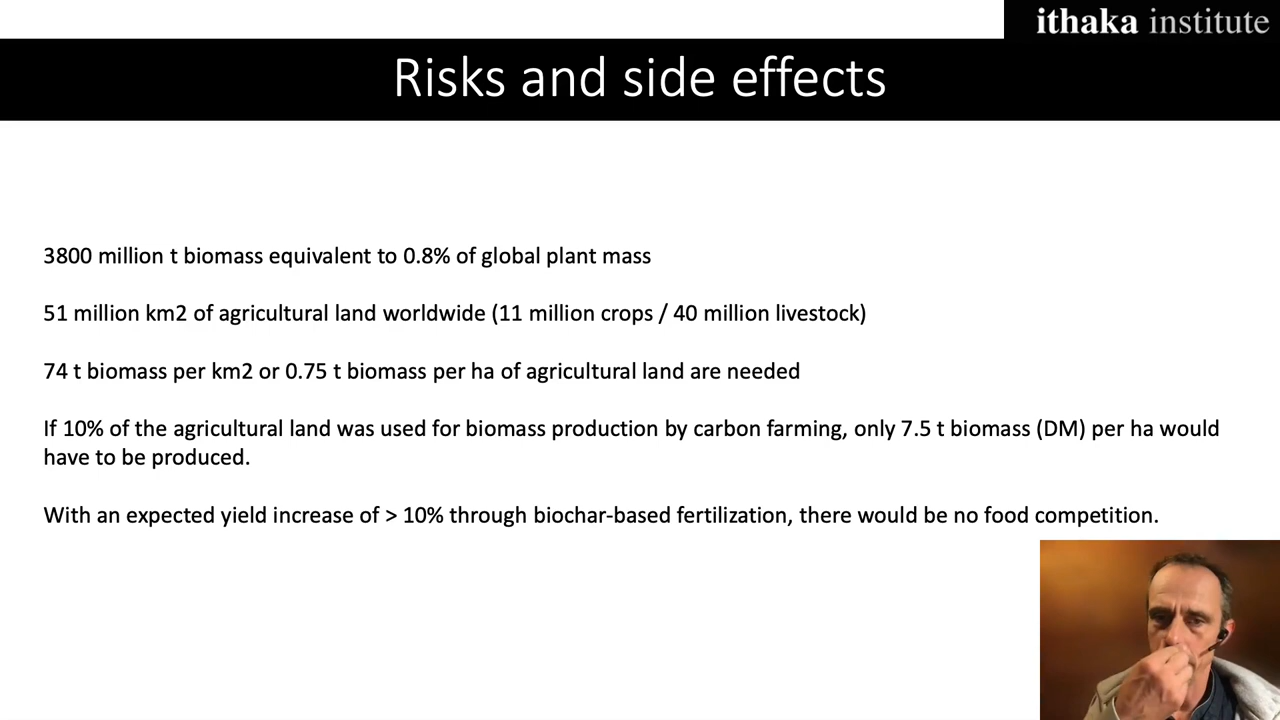 ithaka institute
Risks and side effects
3800 million t biomass equivalent to 0.8% of global plant mass
51 million km2 of agricultural land worldwide (11 million crops / 40 million livestock)
74 t biomass per km2 or 0.75 t biomass per ha of agricultural land are needed
If 10% of the agricultural land was used for biomass production by carbon farming, only 7.5 t biomass (DM) per ha would
have to be produced.
With an expected yield increase of > 10% through biochar-based fertilization, there would be no food competition.